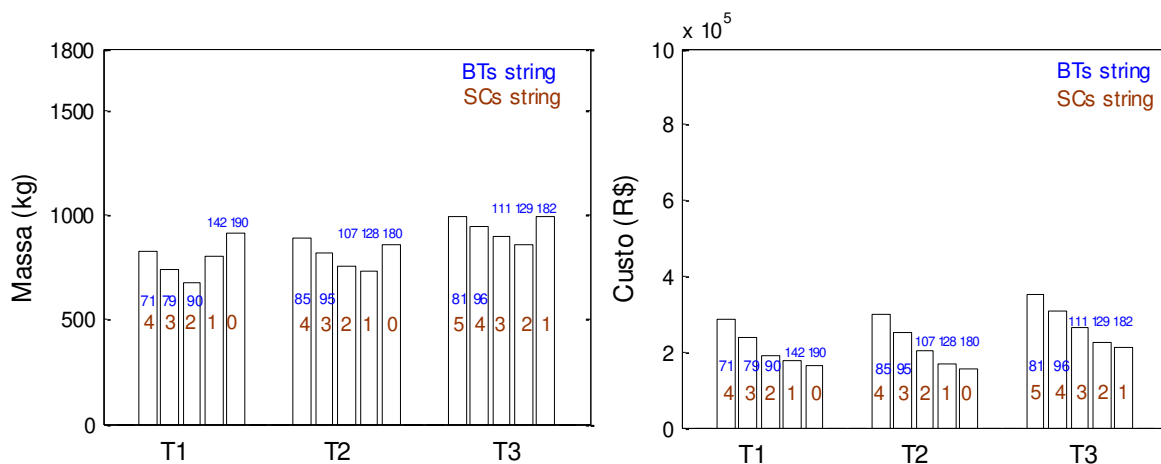 Massa (kg)
1800
1500
1000
500
0
BTs string
SCs string
142 190
107 128 180
111 129 182
71 79 90
85 95
81 96
4 3 2 1 0
4 3 2 1 0
5 4 3 2 1
T1 T2 T3
Custo (R$)
x 10^5
10
8
6
4
2
0
BTs string
SCs string
71 79 90 142 190
85 95 107 128 180
81 96 111 129 182
4 3 2 1 0
4 3 2 1 0
5 4 3 2 1
T1 T2 T3